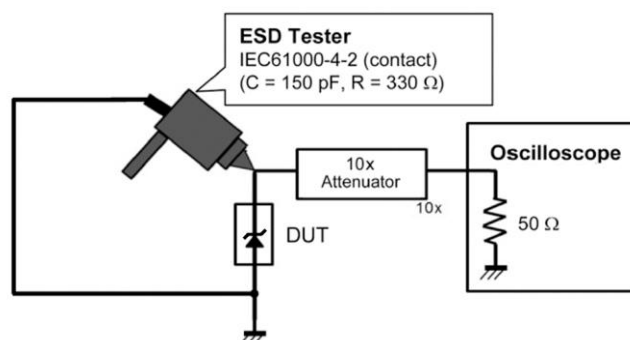 ESD Tester
IEC61000-4-2 (contact)
(C = 150 pF, R = 330 Ω)
10x
Attenuator
10x
Oscilloscope
50 Ω
DUT